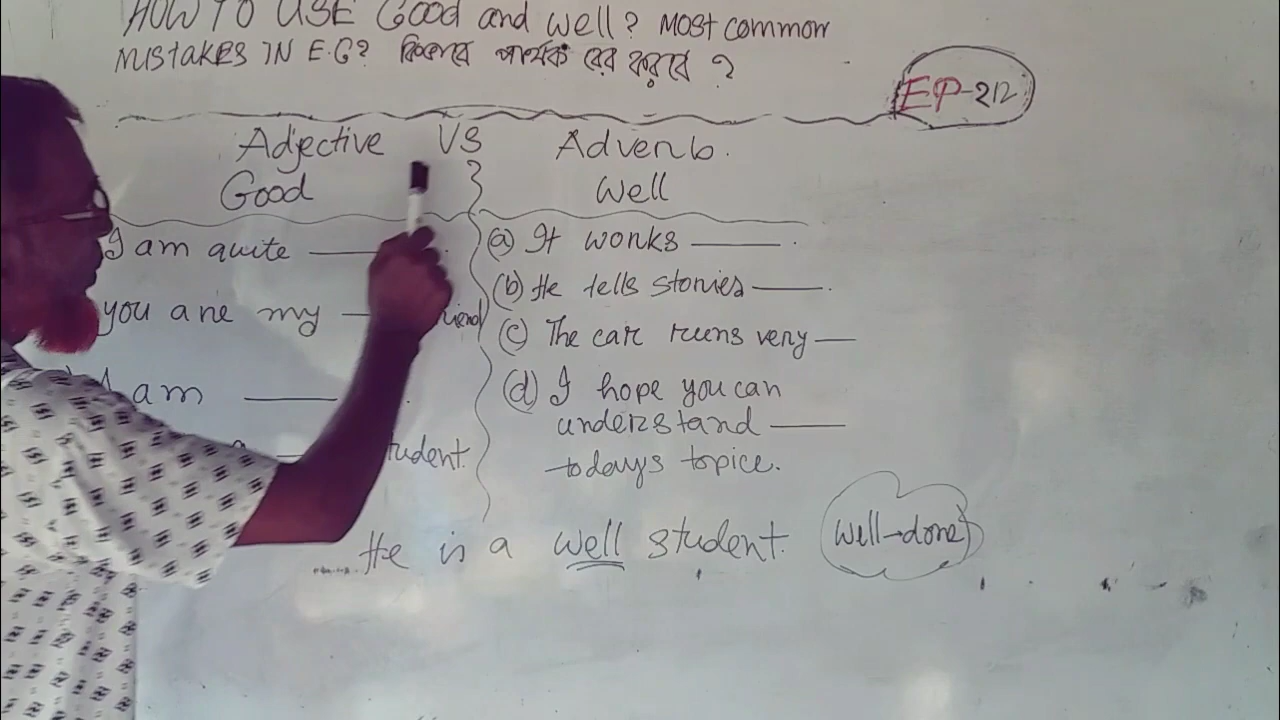 HOW TO USE Good and well? MOST common
MISTAKES IN E.G? কিভাবে পার্থক্য বের করবে ?
EP-212
Adjective VS Adverb.
Good Well
I am quite ———
you are my — friend
I am ———.
student.
(a) It works ———.
(b) He tells stories ———.
(c) The car runs very ——
(d) I hope you can
understand ———
todays topice.
He is a well student.
Well-done